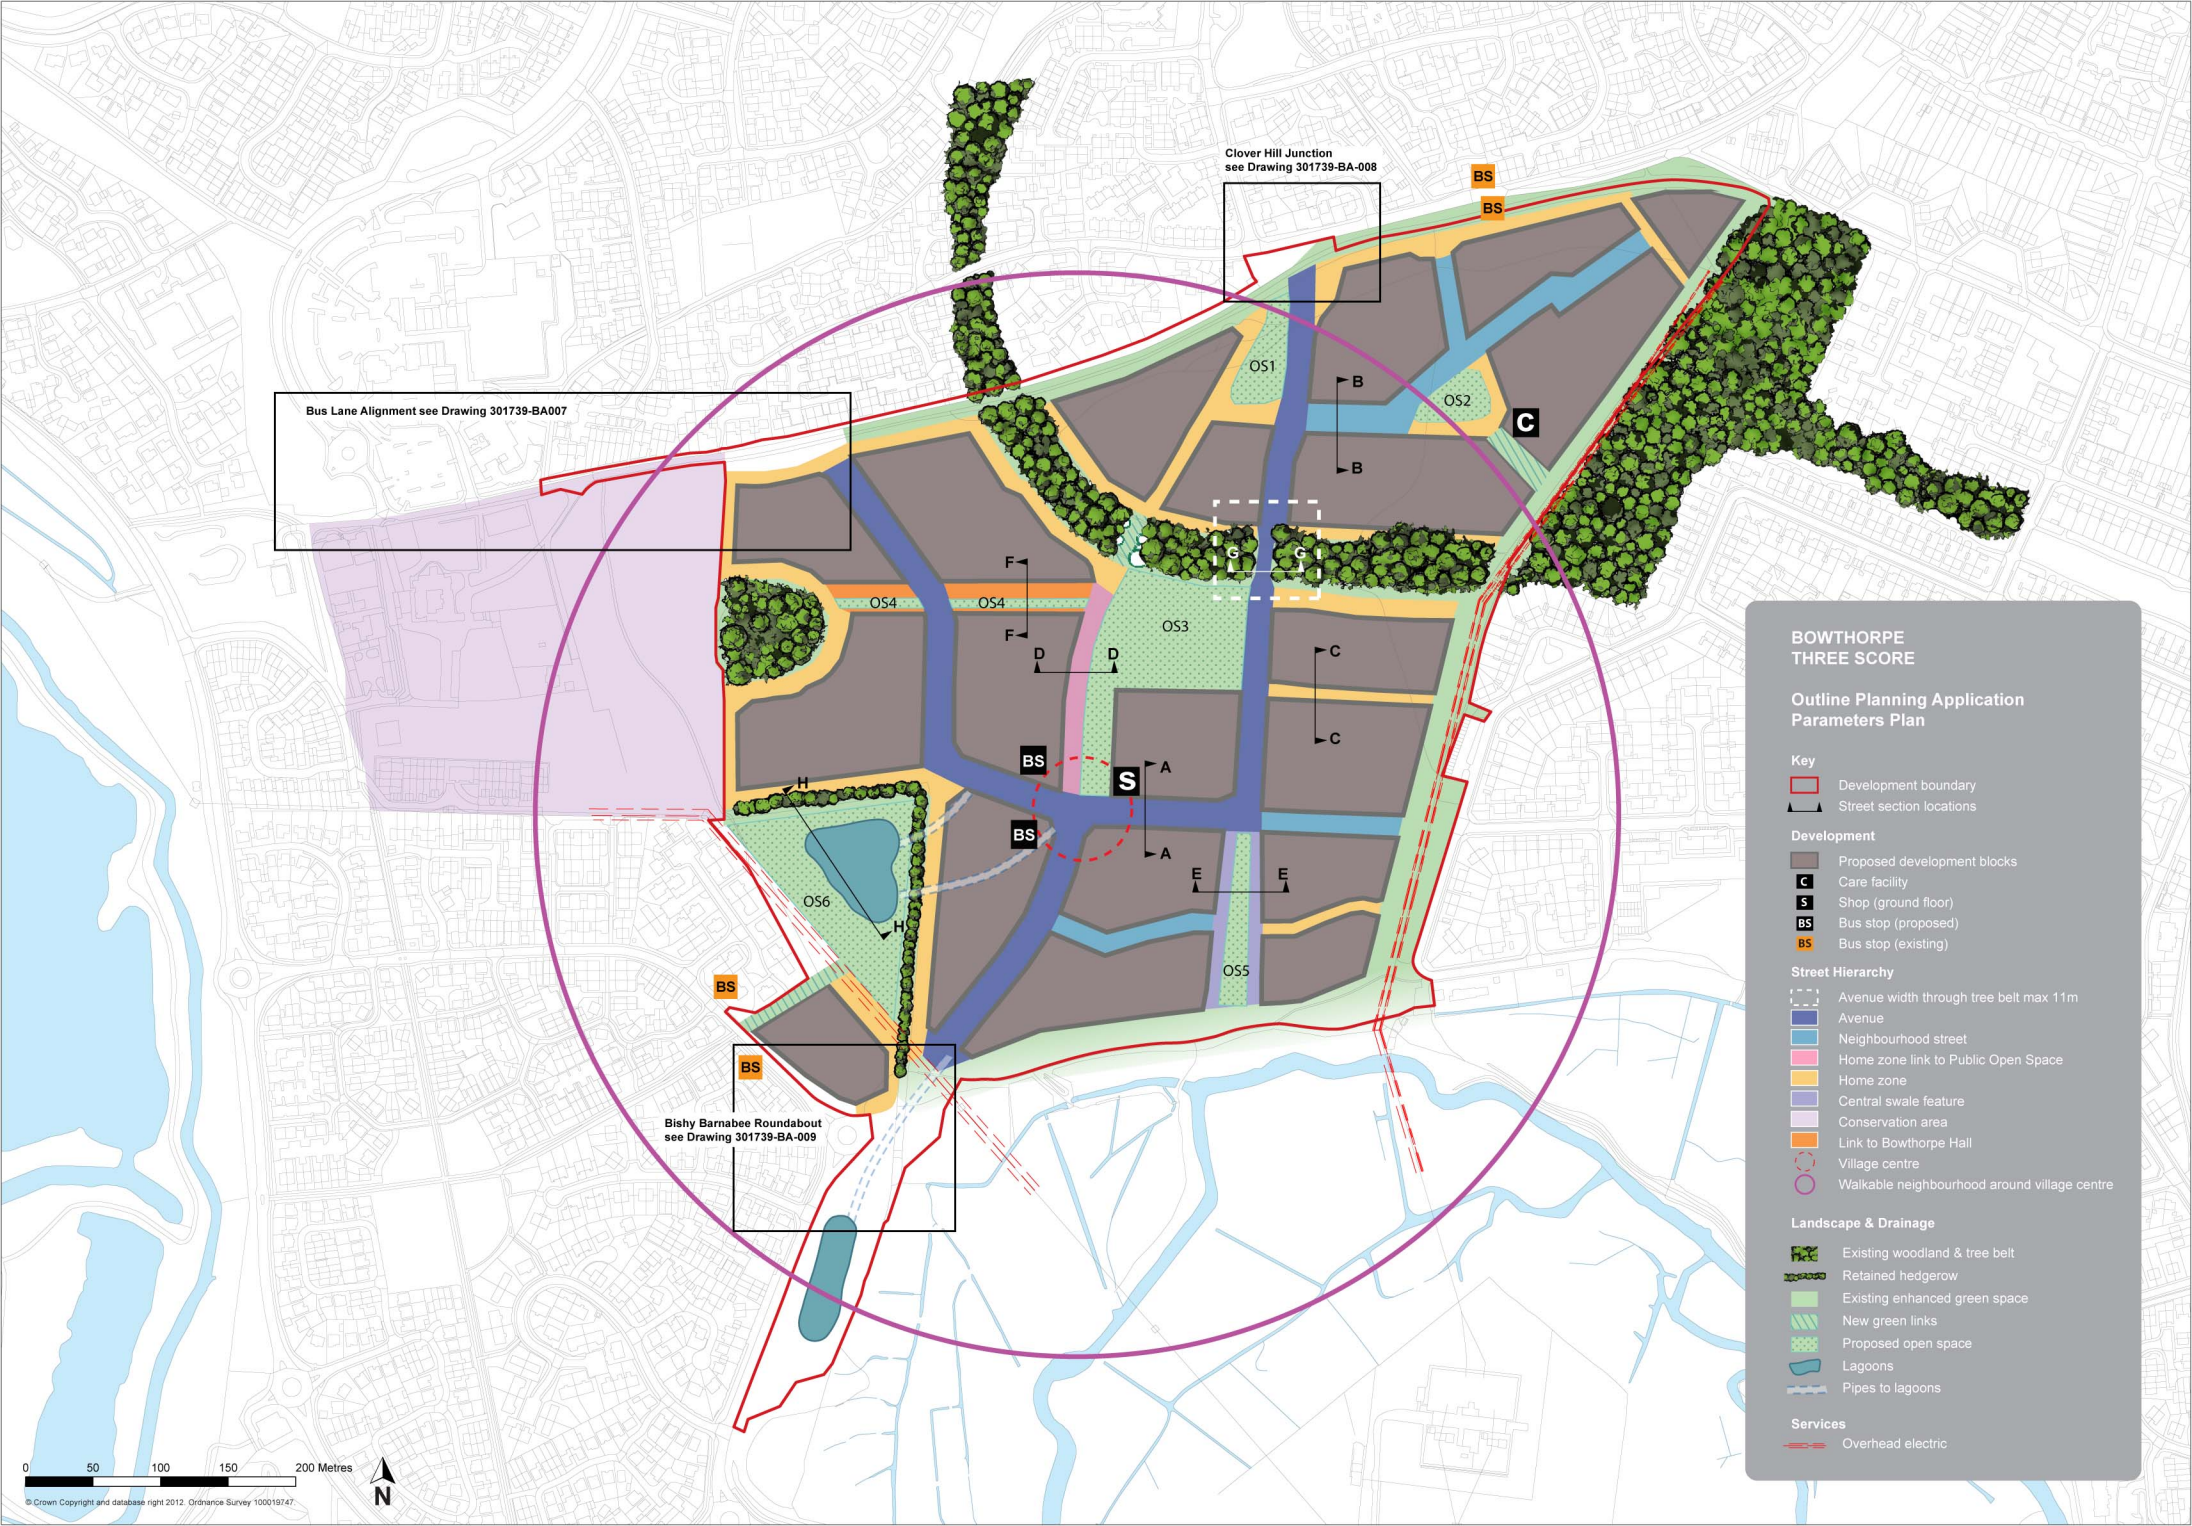 Clover Hill Junction
see Drawing 301739-BA-008
BS
BS
OS1
B
OS2
C
B
Bus Lane Alignment see Drawing 301739-BA007
G
G
F
OS4
OS4
F
OS3
D
D
C
C
BS
S
A
H
BS
A
E
E
OS6
H
OS5
BS
BS
Bishy Barnabee Roundabout
see Drawing 301739-BA-009
BOWTHORPE
THREE SCORE
Outline Planning Application
Parameters Plan
Key
Development boundary
Street section locations
Development
Proposed development blocks
C Care facility
S Shop (ground floor)
BS Bus stop (proposed)
BS Bus stop (existing)
Street Hierarchy
Avenue width through tree belt max 11m
Avenue
Neighbourhood street
Home zone link to Public Open Space
Home zone
Central swale feature
Conservation area
Link to Bowthorpe Hall
Village centre
Walkable neighbourhood around village centre
Landscape & Drainage
Existing woodland & tree belt
Retained hedgerow
Existing enhanced green space
New green links
Proposed open space
Lagoons
Pipes to lagoons
Services
Overhead electric
0 50 100 150 200 Metres
N
© Crown Copyright and database right 2012. Ordnance Survey 100019747.